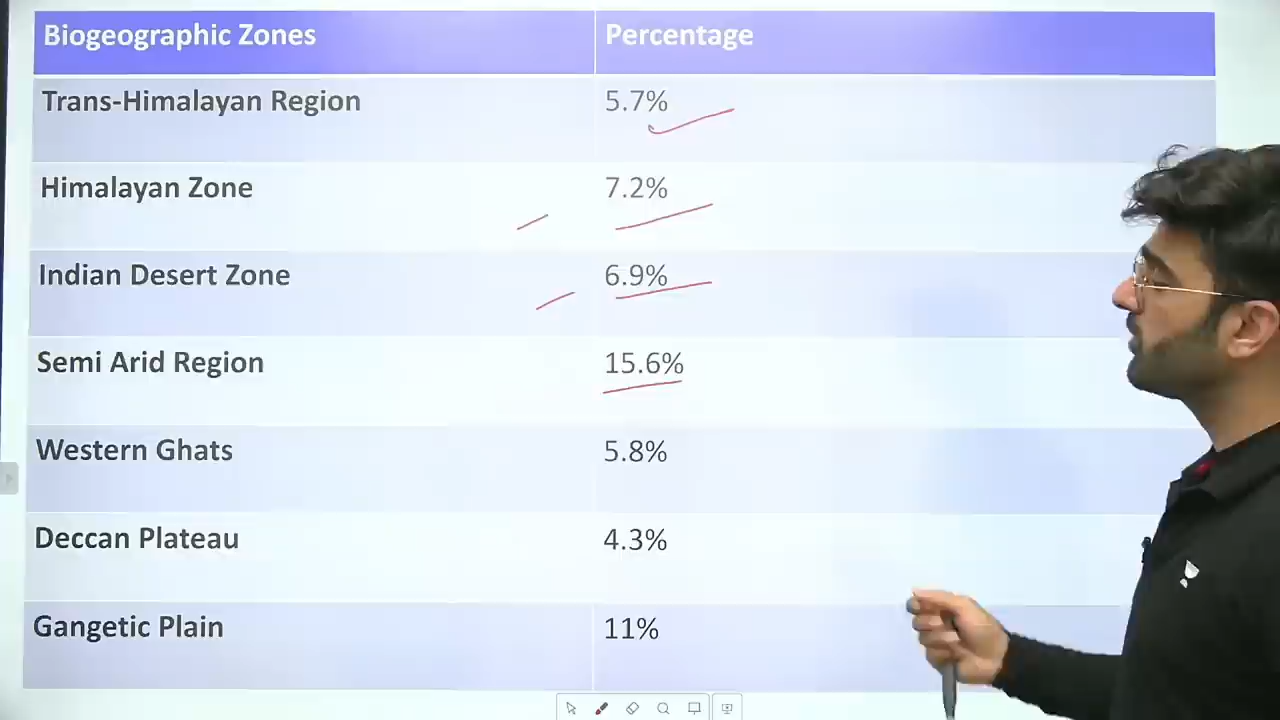 Biogeographic Zones Percentage
Trans-Himalayan Region 5.7%
Himalayan Zone 7.2%
Indian Desert Zone 6.9%
Semi Arid Region 15.6%
Western Ghats 5.8%
Deccan Plateau 4.3%
Gangetic Plain 11%